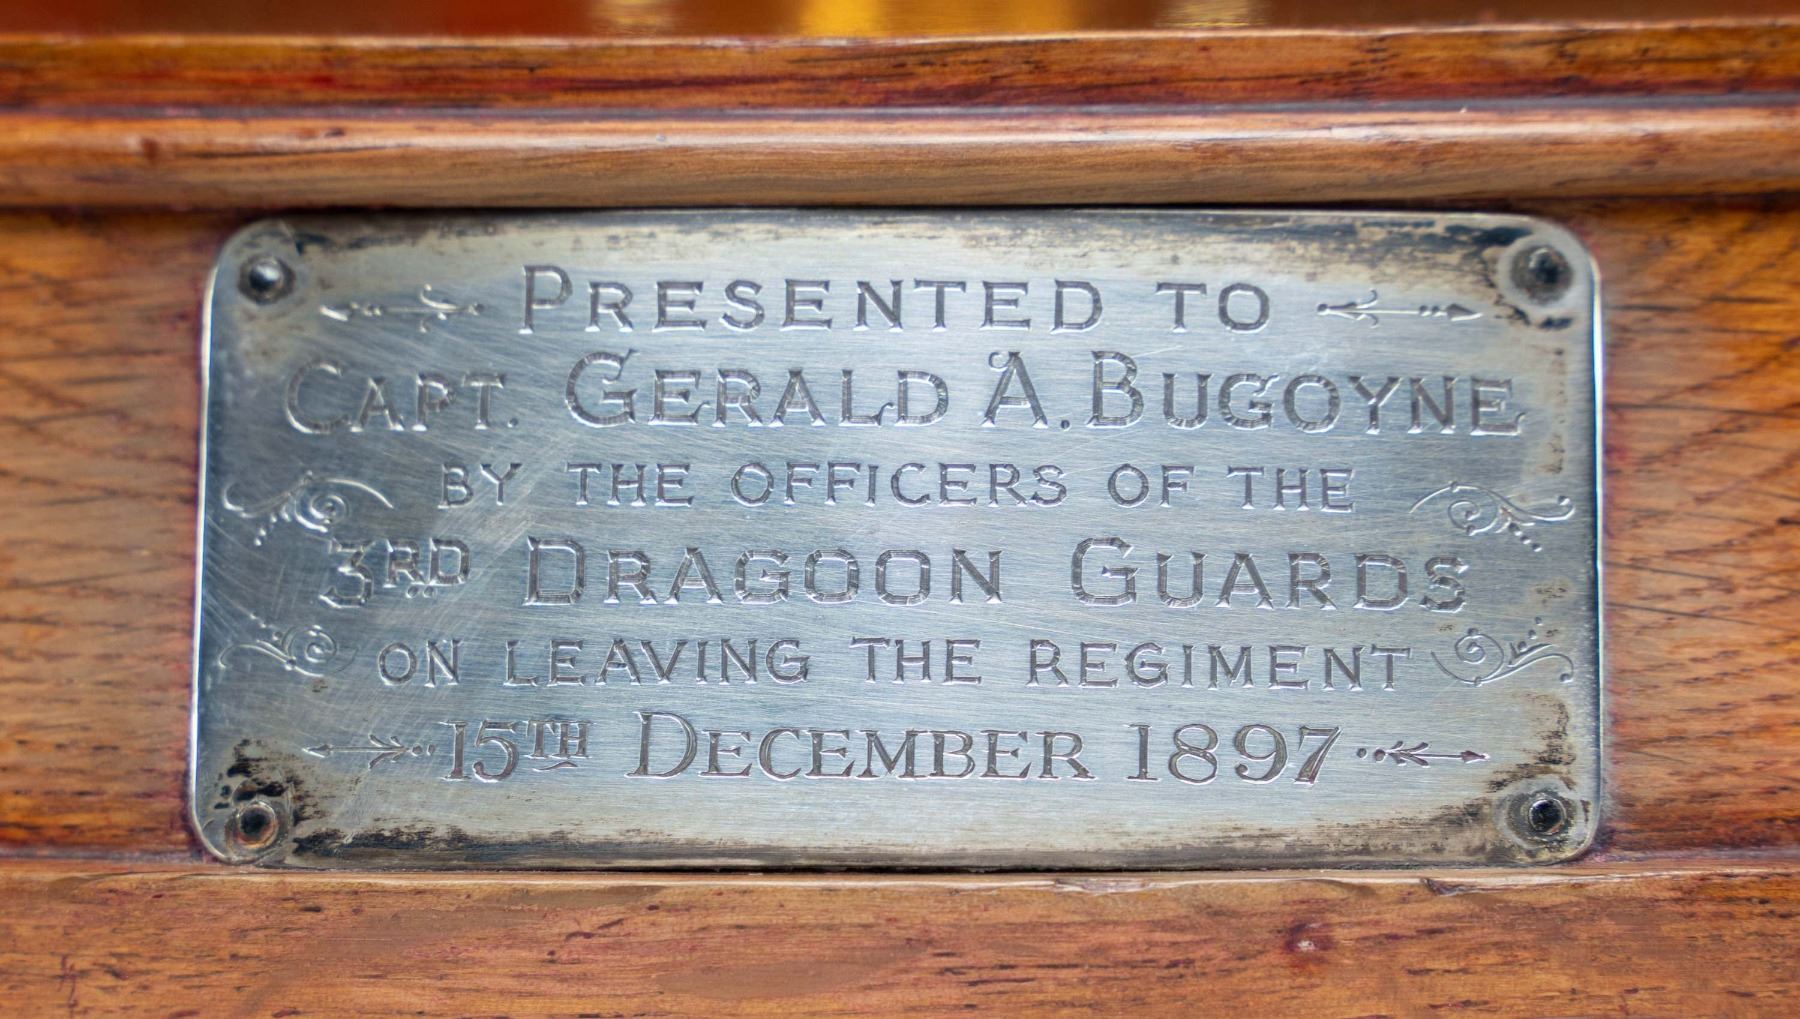 PRESENTED TO
CAPT. GERALD A. BUGOYNE
BY THE OFFICERS OF THE
3RD DRAGOON GUARDS
ON LEAVING THE REGIMENT
15TH DECEMBER 1897